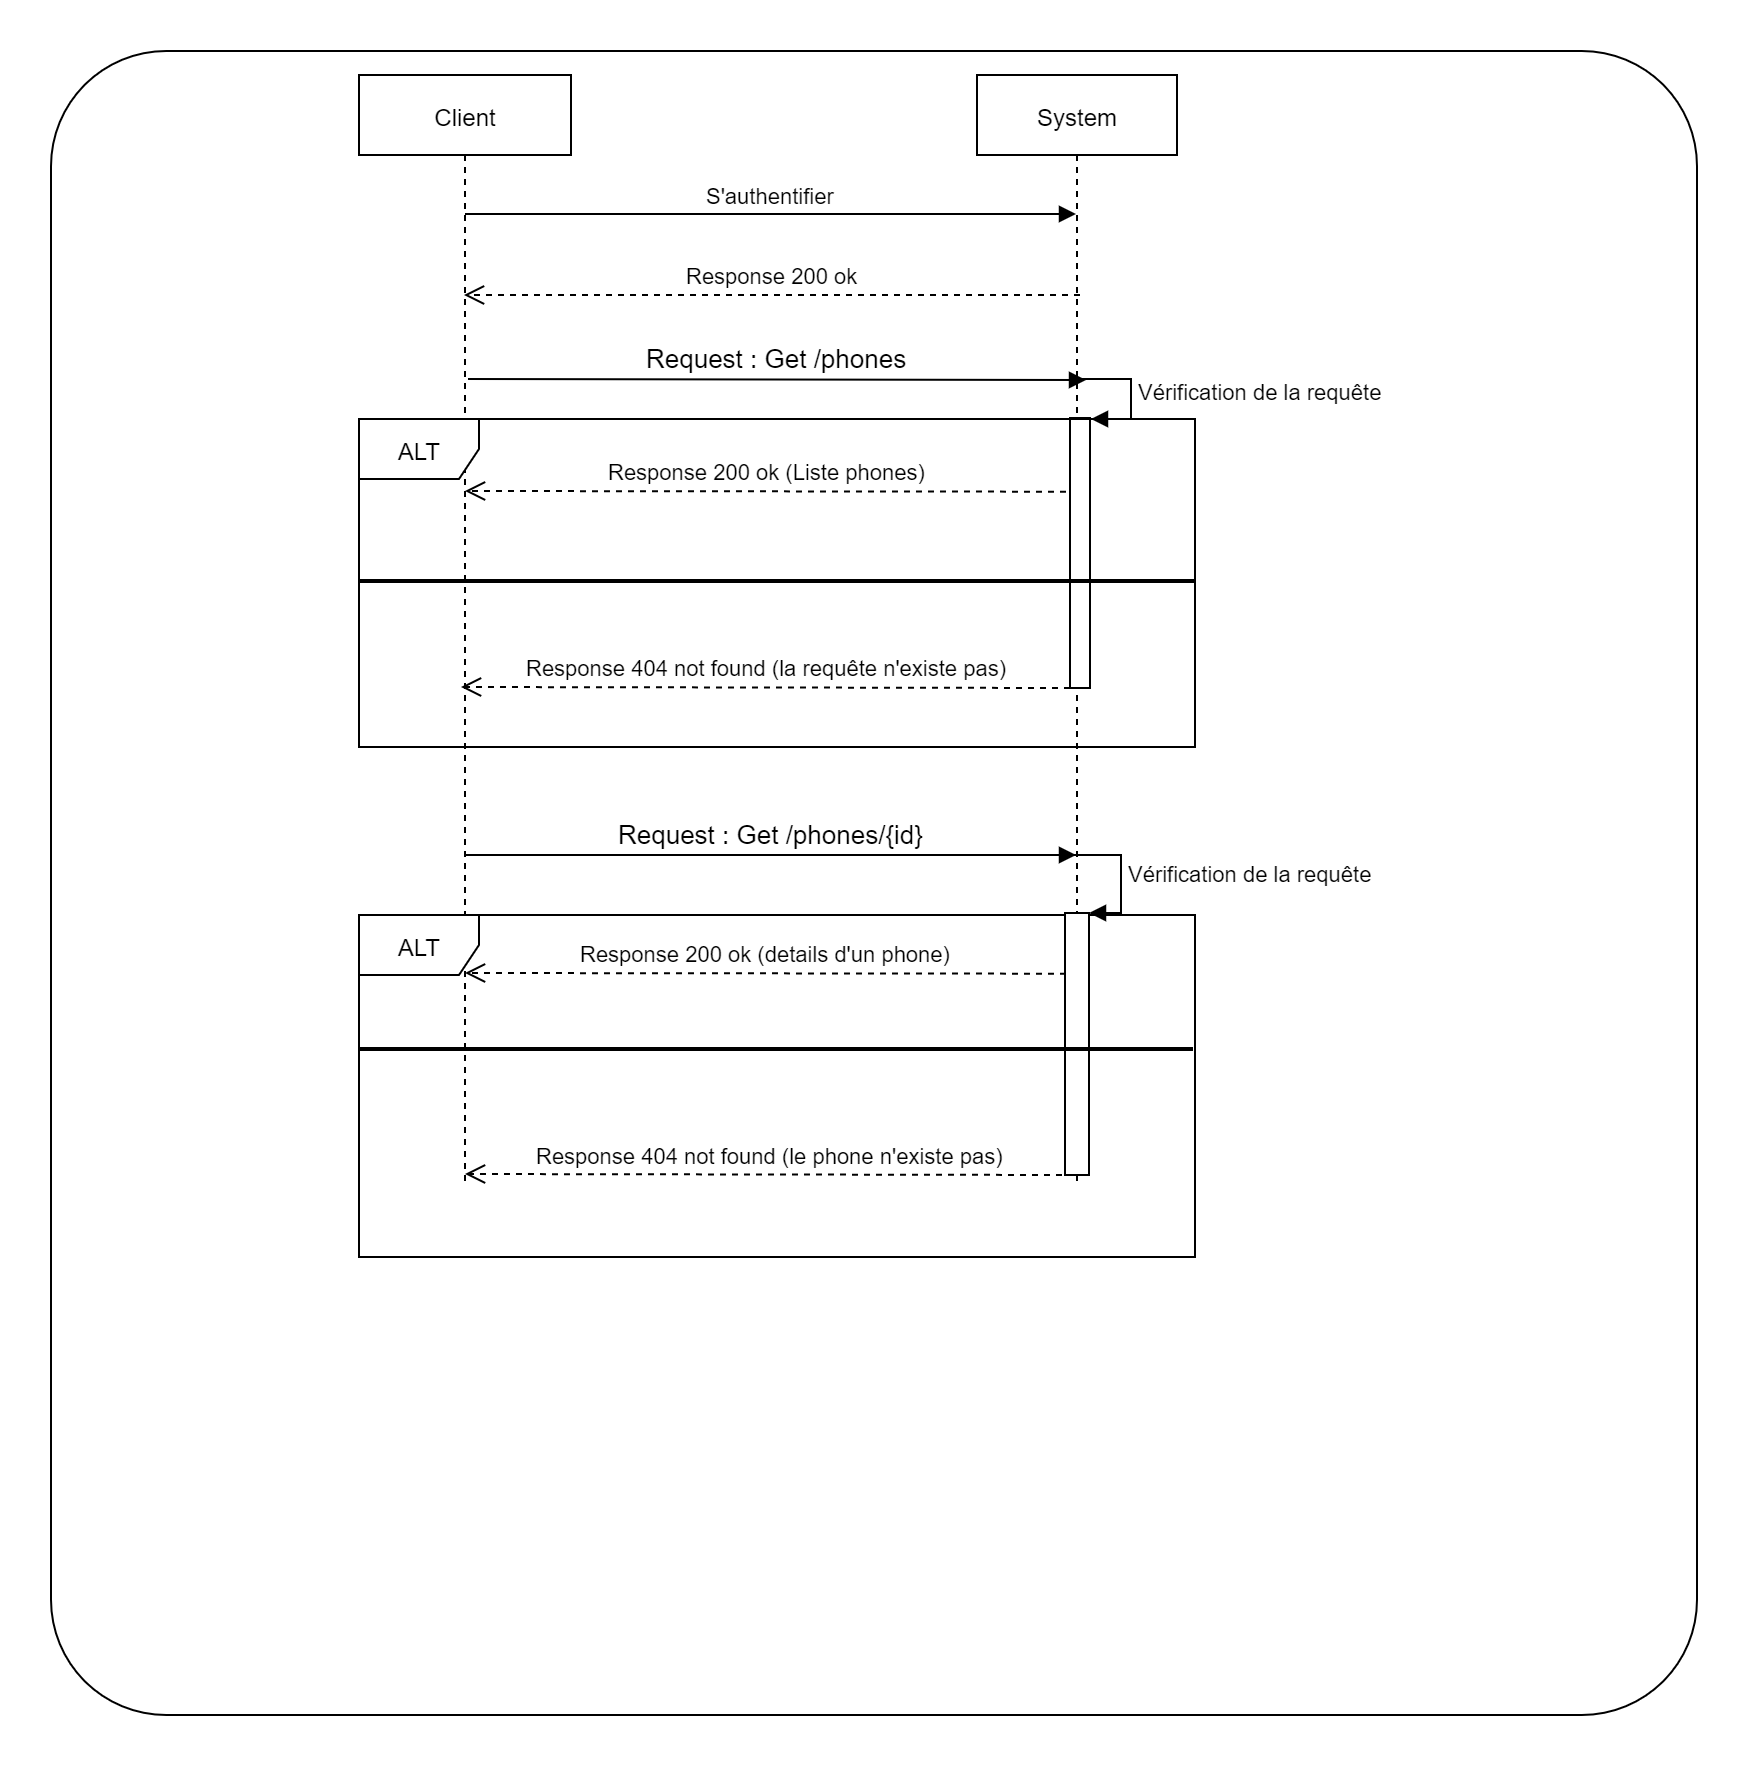 Client
System
S'authentifier
Response 200 ok
Request : Get /phones
Vérification de la requête
ALT
Response 200 ok (Liste phones)
Response 404 not found (la requête n'existe pas)
Request : Get /phones/{id}
Vérification de la requête
ALT
Response 200 ok (details d'un phone)
Response 404 not found (le phone n'existe pas)